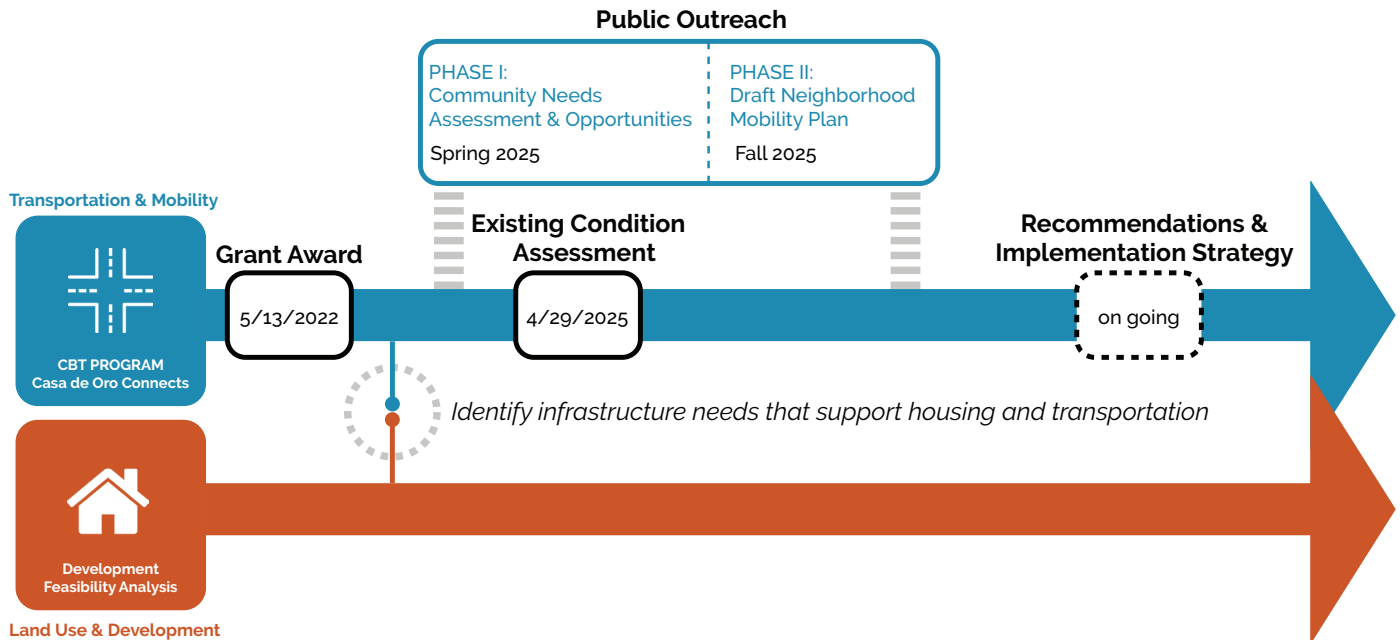 Public Outreach
PHASE I:
Community Needs
Assessment & Opportunities
Spring 2025
PHASE II:
Draft Neighborhood
Mobility Plan
Fall 2025
Transportation & Mobility
CBT PROGRAM
Casa de Oro Connects
Grant Award
5/13/2022
Existing Condition
Assessment
4/29/2025
Recommendations &
Implementation Strategy
on going
Identify infrastructure needs that support housing and transportation
Development
Feasibility Analysis
Land Use & Development